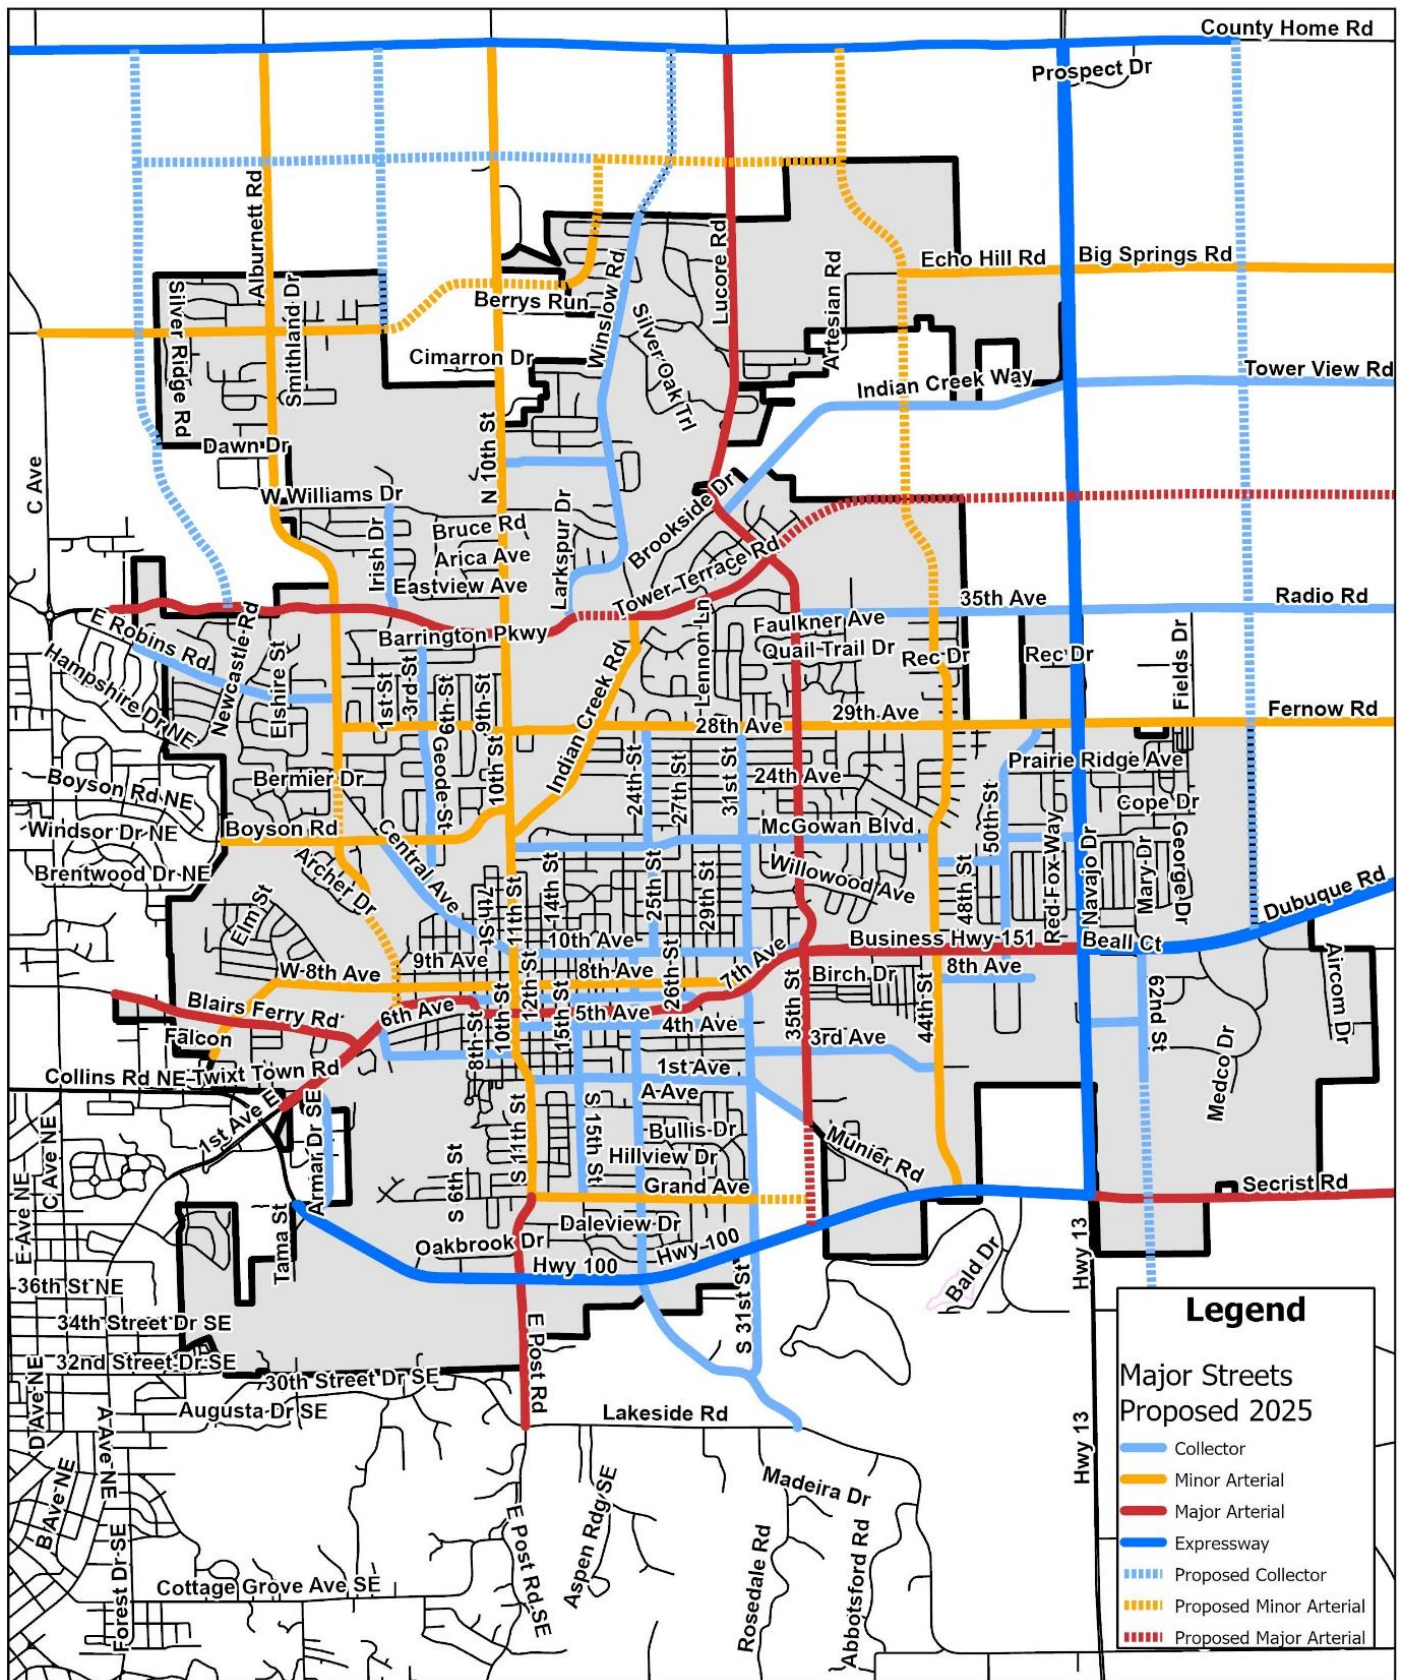 County Home Rd
Prospect Dr
Alburnett Rd
Echo Hill Rd
Big Springs Rd
Silver Ridge Rd
Smithland Dr
Berrys Run
Winslow Rd
Silver Oak Trl
Lucore Rd
Artesian Rd
Cimarron Dr
Indian Creek Way
Tower View Rd
Dawn Dr
C Ave
N 10th St
W Williams Dr
Irish Dr
Bruce Rd
Arica Ave
Eastview Ave
Larkspur Dr
Brookside Dr
Tower Terrace Rd
35th Ave
Radio Rd
E Robins Rd
Hampshire Dr NE
Newcastle Rd
Elshire St
Barrington Pkwy
Lennon Ln
Faulkner Ave
Quail Trail Dr
Rec Dr
Rec Dr
Fields Dr
1st St
3rd St
6th St
9th St
Indian Creek Rd
28th Ave
29th Ave
Fernow Rd
Geode St
10th St
24th St
27th St
31st St
24th Ave
Prairie Ridge Ave
Bermier Dr
Boyson Rd NE
Windsor Dr NE
Boyson Rd
Brentwood Dr NE
Central Ave
Archer Dr
McGowan Blvd
Willowood Ave
50th St
48th St
Red Fox Way
Navajo Dr
Cope Dr
Mary Dr
George Dr
Dubuque Rd
Elm St
7th St
11th St
14th St
25th St
29th St
10th Ave
9th Ave
W 8th Ave
8th Ave
7th Ave
Business Hwy 151
Beall Ct
8th Ave
Birch Dr
Blairs Ferry Rd
Falcon
6th Ave
8th St
10th St
12th St
15th St
26th St
5th Ave
4th Ave
35th St
44th St
3rd Ave
62nd St
Medco Dr
Aircom Dr
Collins Rd NE
Twixt Town Rd
1st Ave E
1st Ave
A Ave
Armar Dr SE
S 11th St
S 15th St
Bullis Dr
Hillview Dr
Munier Rd
E Ave NE
C Ave NE
S 6th St
Grand Ave
Secrist Rd
Tama St
Daleview Dr
Oakbrook Dr
Hwy 100
Hwy 100
Bald Dr
Hwy 13
36th St NE
34th Street Dr SE
32nd Street Dr SE
30th Street Dr SE
Augusta Dr SE
S 31st St
E Post Rd
Lakeside Rd
D Ave NE
A Ave NE
B Ave NE
Forest Dr SE
Cottage Grove Ave SE
E Post Rd SE
Aspen Rdg SE
Madeira Dr
Rosedale Rd
Abbotsford Rd
Hwy 13
Legend
Major Streets
Proposed 2025
Collector
Minor Arterial
Major Arterial
Expressway
Proposed Collector
Proposed Minor Arterial
Proposed Major Arterial